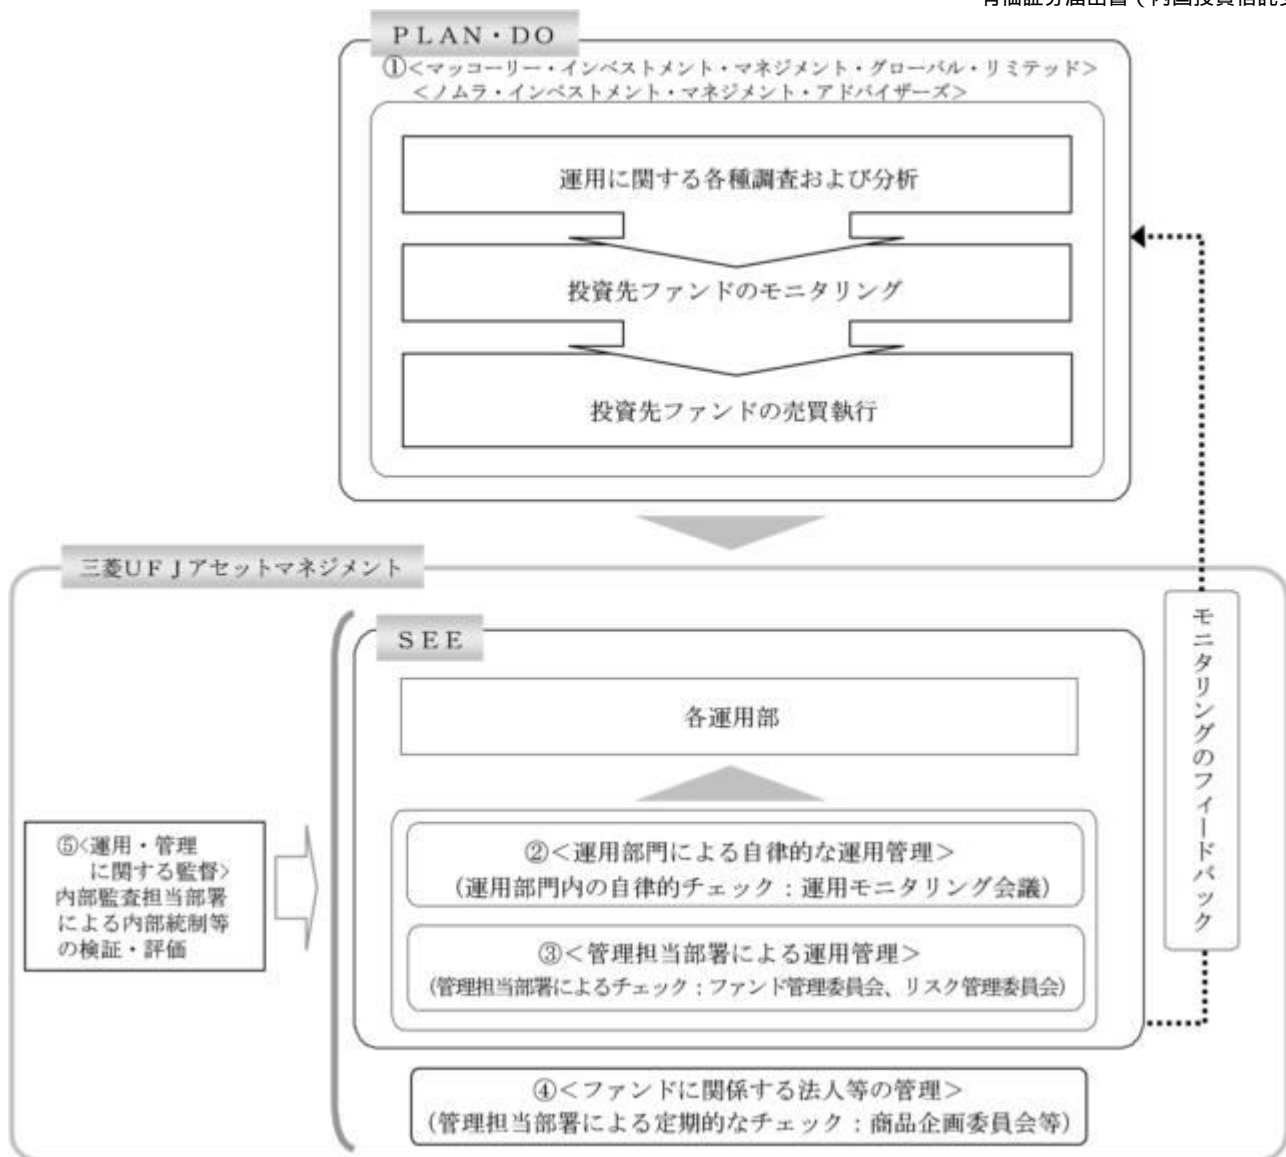 ＰＬＡＮ・ＤＯ
①＜マッコーリー・インベストメント・マネジメント・グローバル・リミテッド＞
＜ノムラ・インベストメント・マネジメント・アドバイザーズ＞
運用に関する各種調査および分析
投資先ファンドのモニタリング
投資先ファンドの売買執行
三菱ＵＦＪアセットマネジメント
ＳＥＥ
各運用部
②＜運用部門による自律的な運用管理＞
（運用部門内の自律的チェック：運用モニタリング会議）
③＜管理担当部署による運用管理＞
（管理担当部署によるチェック：ファンド管理委員会、リスク管理委員会）
④＜ファンドに関係する法人等の管理＞
（管理担当部署による定期的なチェック：商品企画委員会等）
⑤＜運用・管理
に関する監督＞
内部監査担当部署
による内部統制等
の検証・評価
モニタリングのフィードバック